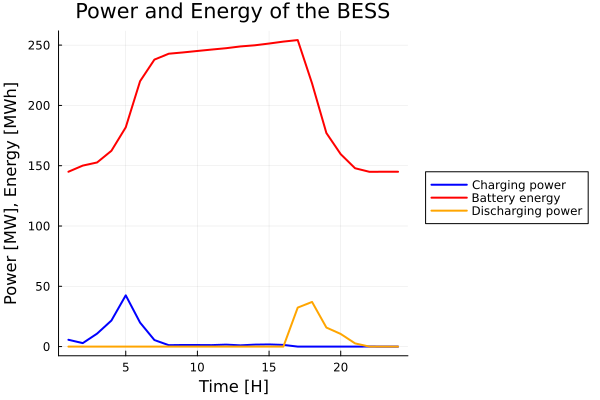 Power and Energy of the BESS
Power [MW], Energy [MWh]
250
200
150
100
50
0
5
10
15
20
Time [H]
Charging power
Battery energy
Discharging power